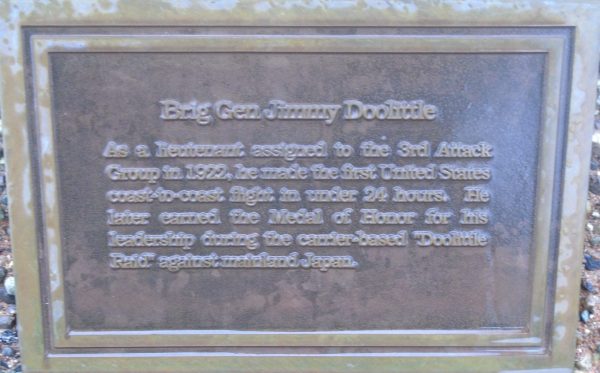 Brig Gen Jimmy Doolittle
As a lieutenant assigned to the 3rd Attack
Group in 1922, he made the first United States
coast-to-coast flight in under 24 hours. He
later earned the Medal of Honor for his
leadership during the carrier-based "Doolittle
Raid" against mainland Japan.